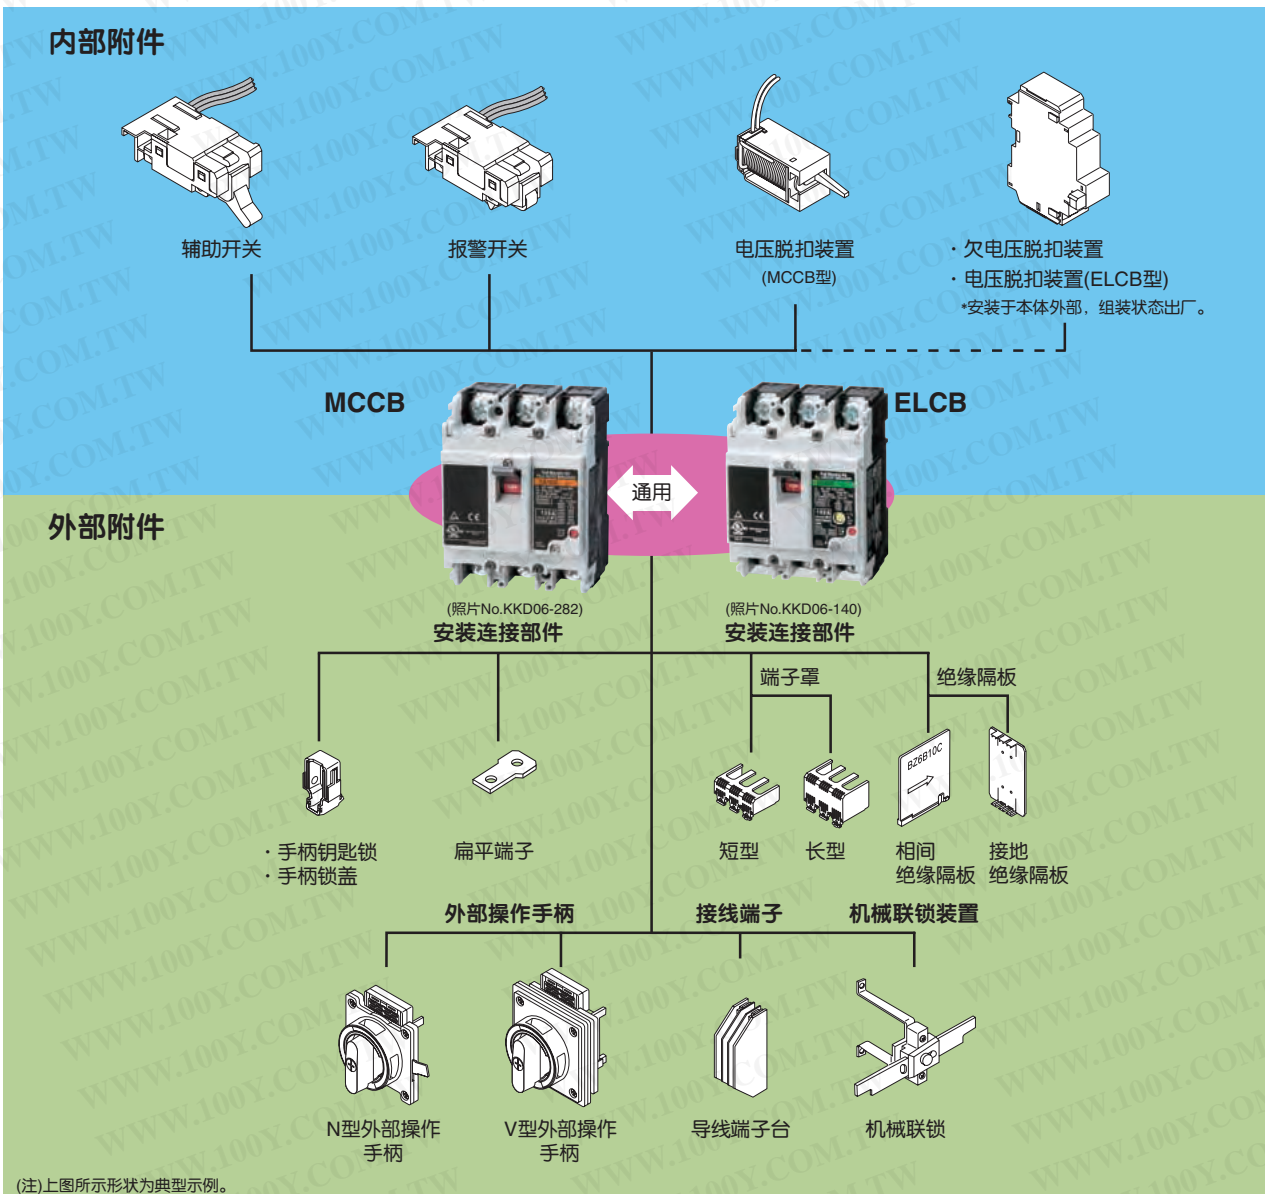 内部附件
辅助开关
报警开关
电压脱扣装置
(MCCB型)
・欠电压脱扣装置
・电压脱扣装置(ELCB型)
*安装于本体外部，组装状态出厂。
MCCB
ELCB
通用
外部附件
(照片No.KKD06-282)
(照片No.KKD06-140)
安装连接部件
安装连接部件
端子罩
绝缘隔板
BZ6B10C
・手柄钥匙锁
・手柄锁盖
扁平端子
短型
长型
相间
绝缘隔板
接地
绝缘隔板
外部操作手柄
接线端子
机械联锁装置
N型外部操作
手柄
V型外部操作
手柄
导线端子台
机械联锁
(注)上图所示形状为典型示例。
WWW.100Y.COM.TW